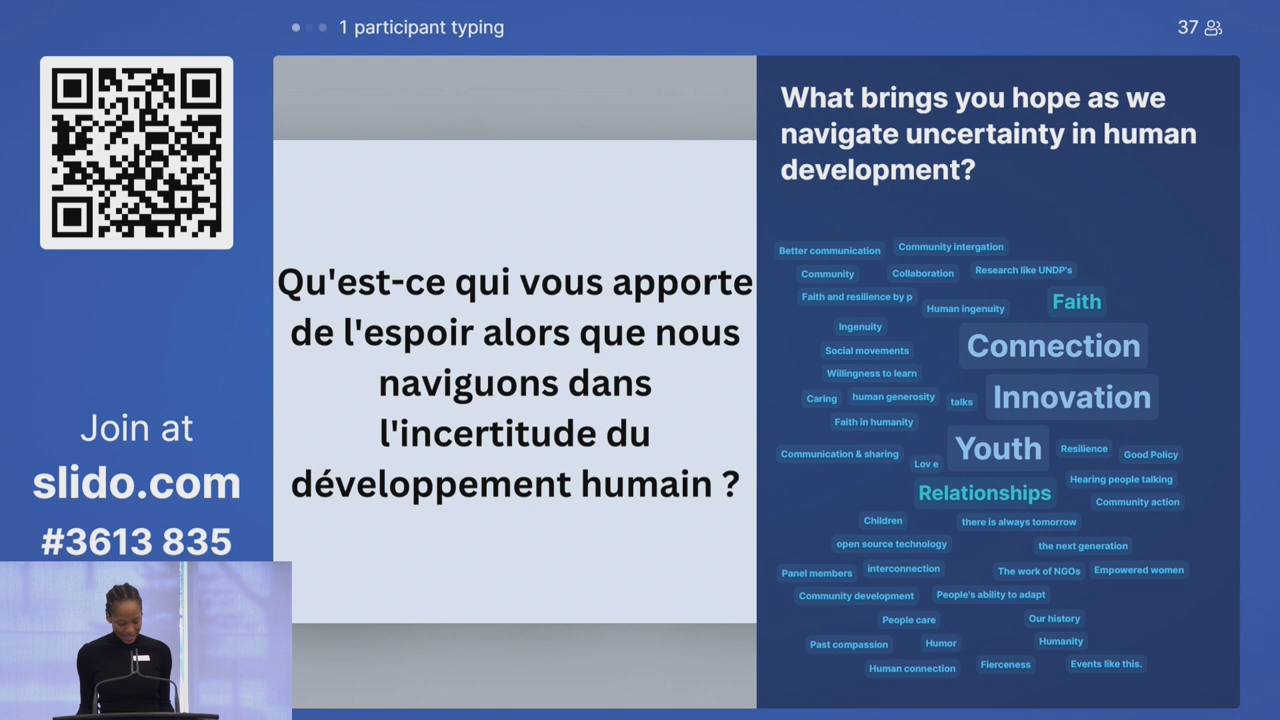 1 participant typing
37
Join at
slido.com
#3613 835
Qu'est-ce qui vous apporte
de l'espoir alors que nous
naviguons dans
l'incertitude du
développement humain ?
What brings you hope as we
navigate uncertainty in human
development?
Better communication
Community intergation
Community
Collaboration
Research like UNDP's
Faith and resilience by p
Human ingenuity
Faith
Ingenuity
Connection
Social movements
Willingness to learn
Caring
human generosity
talks
Innovation
Faith in humanity
Communication & sharing
Lov e
Youth
Resilience
Good Policy
Relationships
Hearing people talking
Community action
Children
there is always tomorrow
open source technology
the next generation
Panel members
interconnection
The work of NGOs
Empowered women
Community development
People's ability to adapt
People care
Our history
Past compassion
Humor
Humanity
Human connection
Fierceness
Events like this.